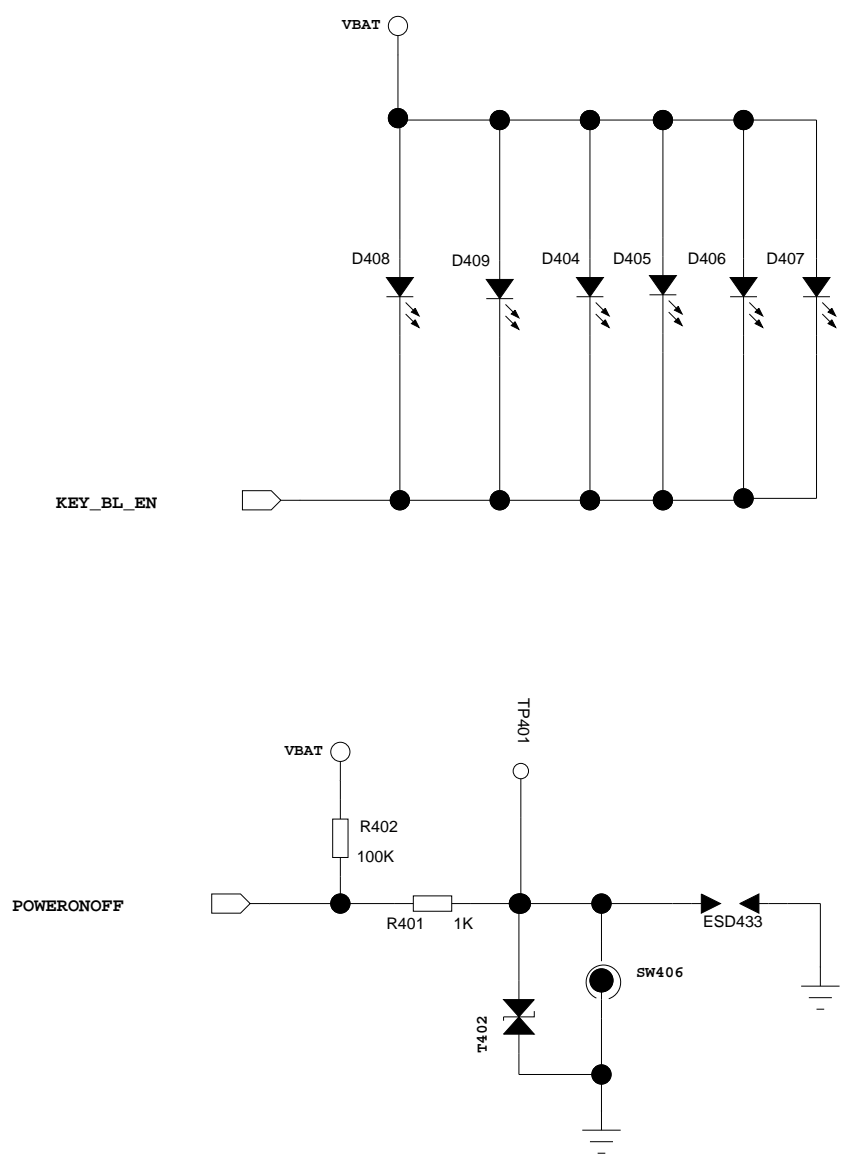 VBAT
D408
D409
D404
D405
D406
D407
KEY_BL_EN
TP401
VBAT
R402
100K
POWERONOFF
R401 1K
ESD433
SW406
T402